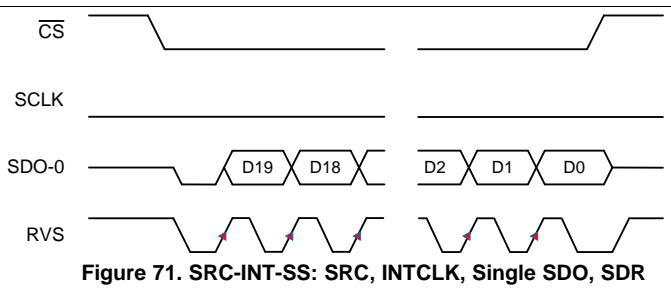 C̅S̅
SCLK
SDO-0 D19 D18 D2 D1 D0
RVS
Figure 71. SRC-INT-SS: SRC, INTCLK, Single SDO, SDR